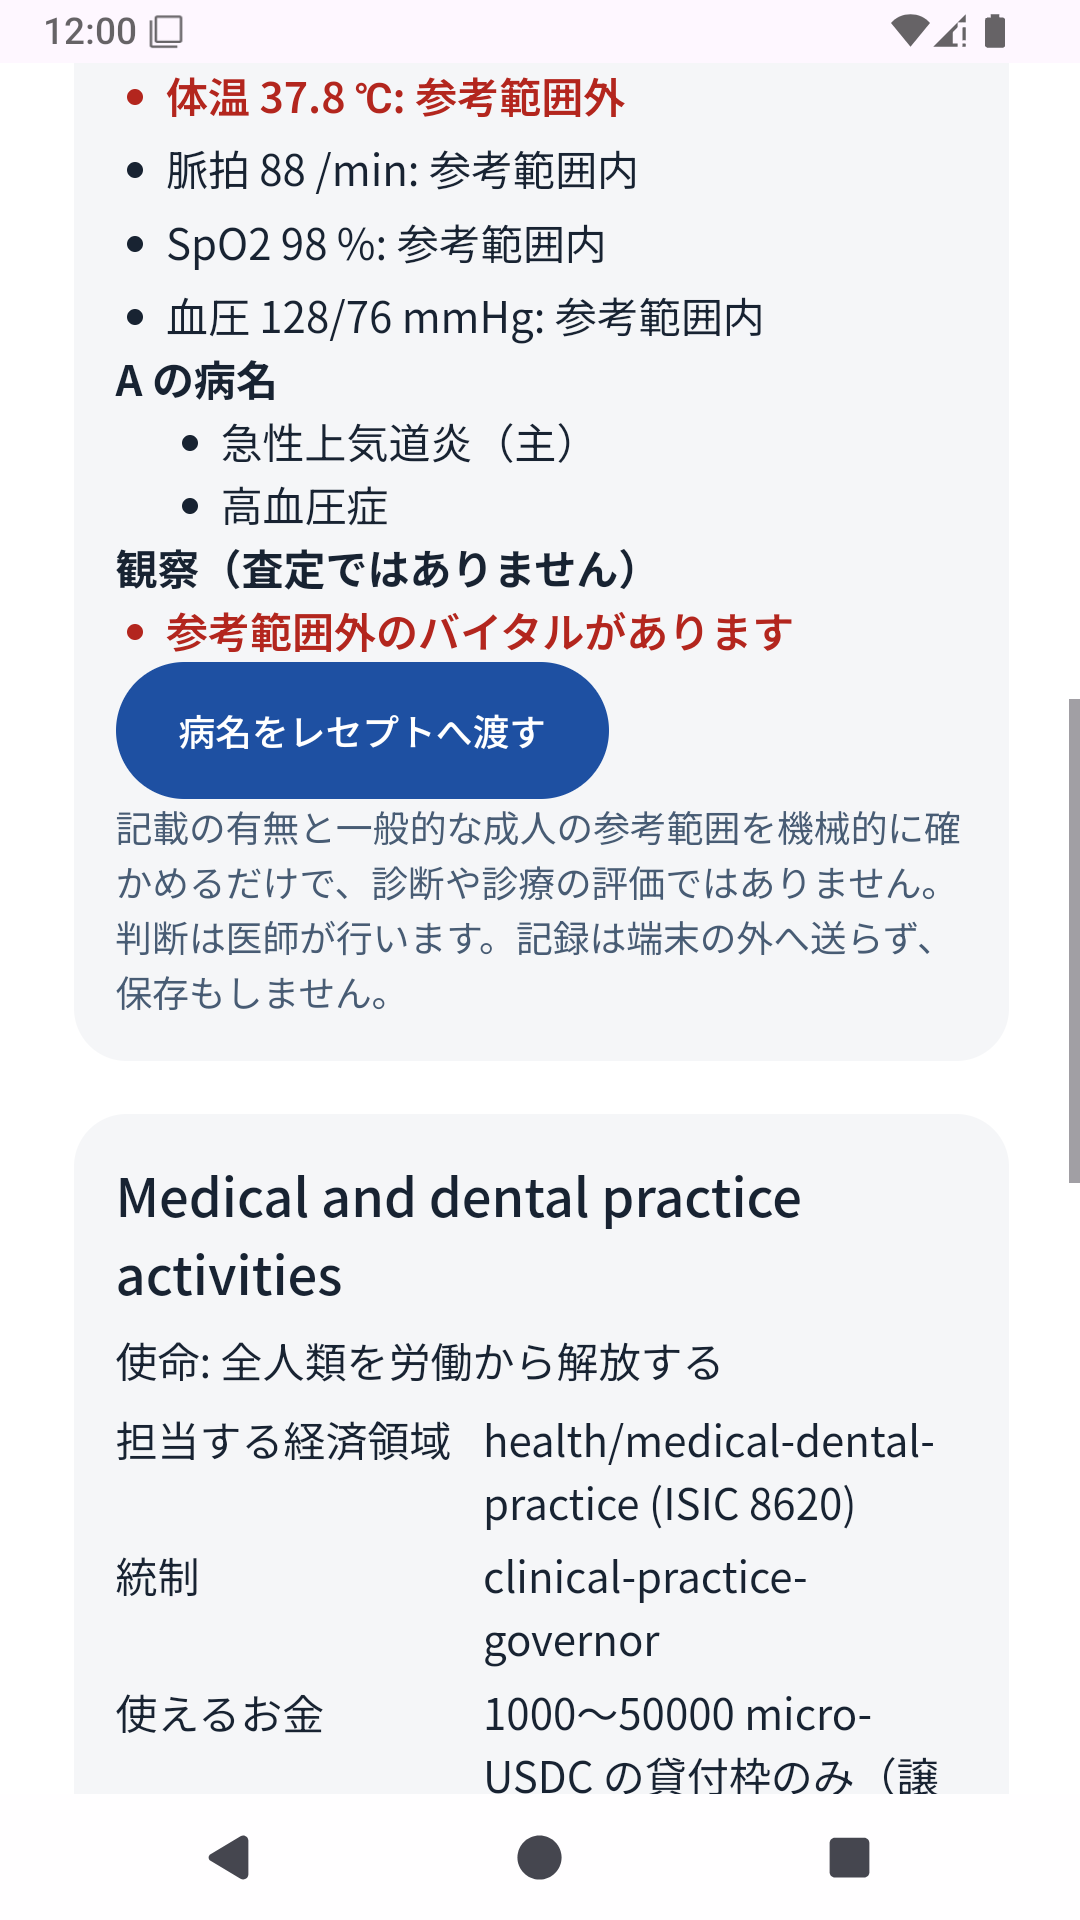 12:00
体温 37.8 ℃: 参考範囲外
脈拍 88 /min: 参考範囲内
SpO2 98 %: 参考範囲内
血圧 128/76 mmHg: 参考範囲内
A の病名
急性上気道炎（主）
高血圧症
観察（査定ではありません）
参考範囲外のバイタルがあります
病名をレセプトへ渡す
記載の有無と一般的な成人の参考範囲を機械的に確
かめるだけで、診断や診療の評価ではありません。
判断は医師が行います。記録は端末の外へ送らず、
保存もしません。
Medical and dental practice
activities
使命: 全人類を労働から解放する
担当する経済領域 health/medical-dental-
practice (ISIC 8620)
統制 clinical-practice-
governor
使えるお金 1000〜50000 micro-
USDC の貸付枠のみ（譲